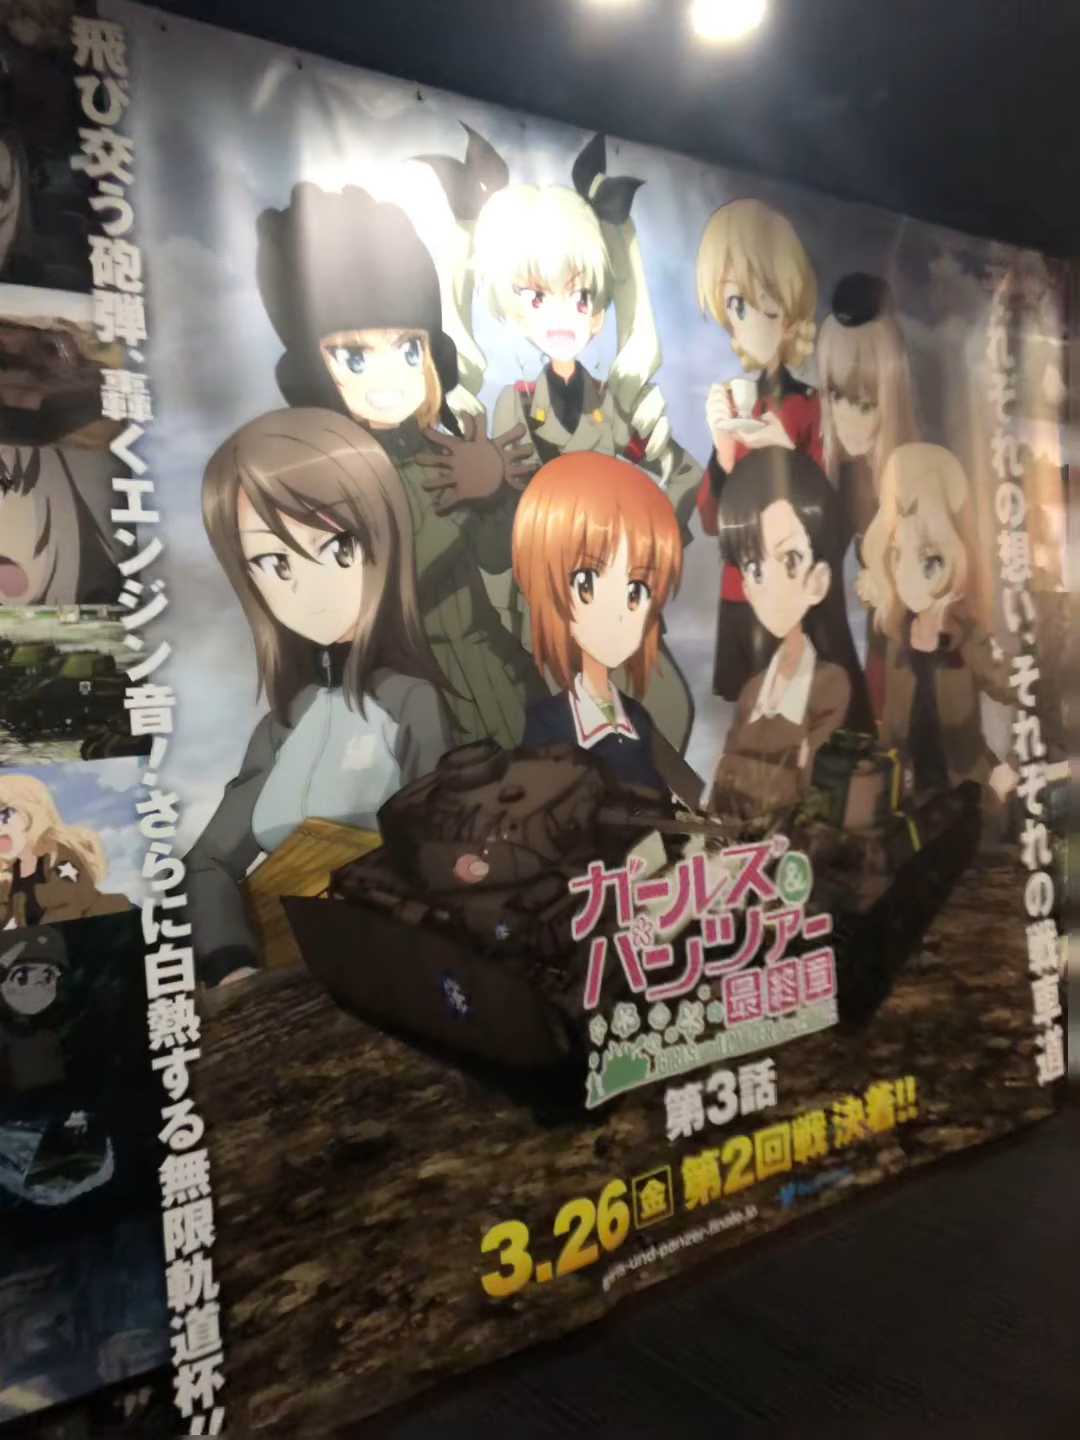 飛び交う砲弾、轟くエンジン音！さらに白熱する無限軌道杯!!
それぞれの想い、それぞれの戦車道
ガールズ&
パンツァー
最終章
第3話
3.26金 第2回戦 決着!!
girls-und-panzer-finale.jp